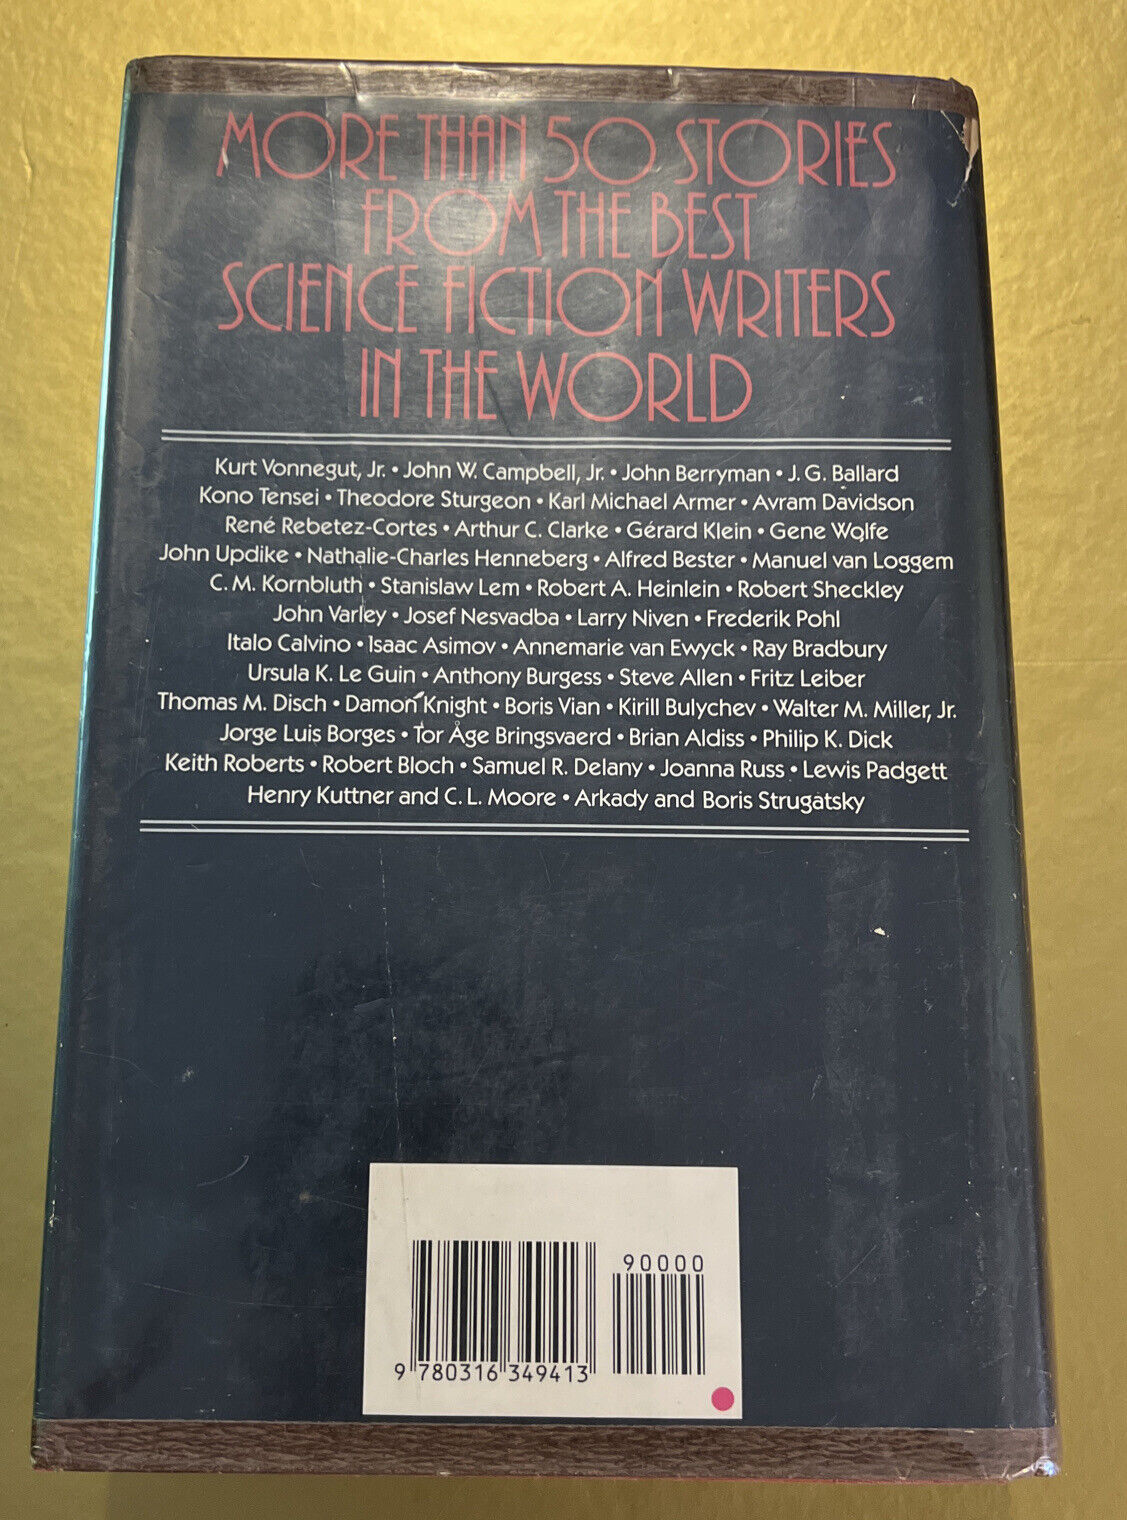 MORE THAN 50 STORIES
FROM THE BEST
SCIENCE FICTION WRITERS
IN THE WORLD
Kurt Vonnegut, Jr. • John W. Campbell, Jr. • John Berryman • J. G. Ballard
Kono Tensei • Theodore Sturgeon • Karl Michael Armer • Avram Davidson
René Rebetez-Cortes • Arthur C. Clarke • Gérard Klein • Gene Wolfe
John Updike • Nathalie-Charles Henneberg • Alfred Bester • Manuel van Loggem
C. M. Kornbluth • Stanislaw Lem • Robert A. Heinlein • Robert Sheckley
John Varley • Josef Nesvadba • Larry Niven • Frederik Pohl
Italo Calvino • Isaac Asimov • Annemarie van Ewyck • Ray Bradbury
Ursula K. Le Guin • Anthony Burgess • Steve Allen • Fritz Leiber
Thomas M. Disch • Damon Knight • Boris Vian • Kirill Bulychev • Walter M. Miller, Jr.
Jorge Luis Borges • Tor Åge Bringsvaerd • Brian Aldiss • Philip K. Dick
Keith Roberts • Robert Bloch • Samuel R. Delany • Joanna Russ • Lewis Padgett
Henry Kuttner and C. L. Moore • Arkady and Boris Strugatsky
90000
9 780316 349413